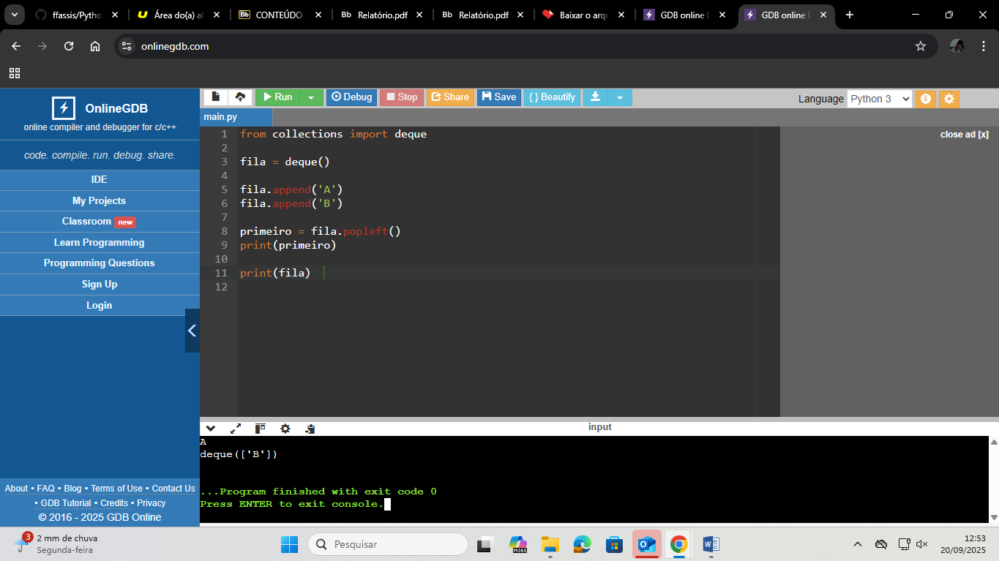 ffassis/Pytho
Área do(a) al
Bb CONTEÚDO
Bb Relatório.pdf
Bb Relatório.pdf
Baixar o arqu
GDB online D
GDB online D
onlinegdb.com
OnlineGDB
online compiler and debugger for c/c++
code. compile. run. debug. share.
IDE
My Projects
Classroom new
Learn Programming
Programming Questions
Sign Up
Login
About • FAQ • Blog • Terms of Use • Contact Us
• GDB Tutorial • Credits • Privacy
© 2016 - 2025 GDB Online
Run Debug Stop Share Save { } Beautify
Language Python 3
main.py
close ad [x]
1 from collections import deque
2
3 fila = deque()
4
5 fila.append('A')
6 fila.append('B')
7
8 primeiro = fila.popleft()
9 print(primeiro)
10
11 print(fila)
12
input
A
deque(['B'])
...Program finished with exit code 0
Press ENTER to exit console.
3
2 mm de chuva
Segunda-feira
Pesquisar
M365
12:53
20/09/2025